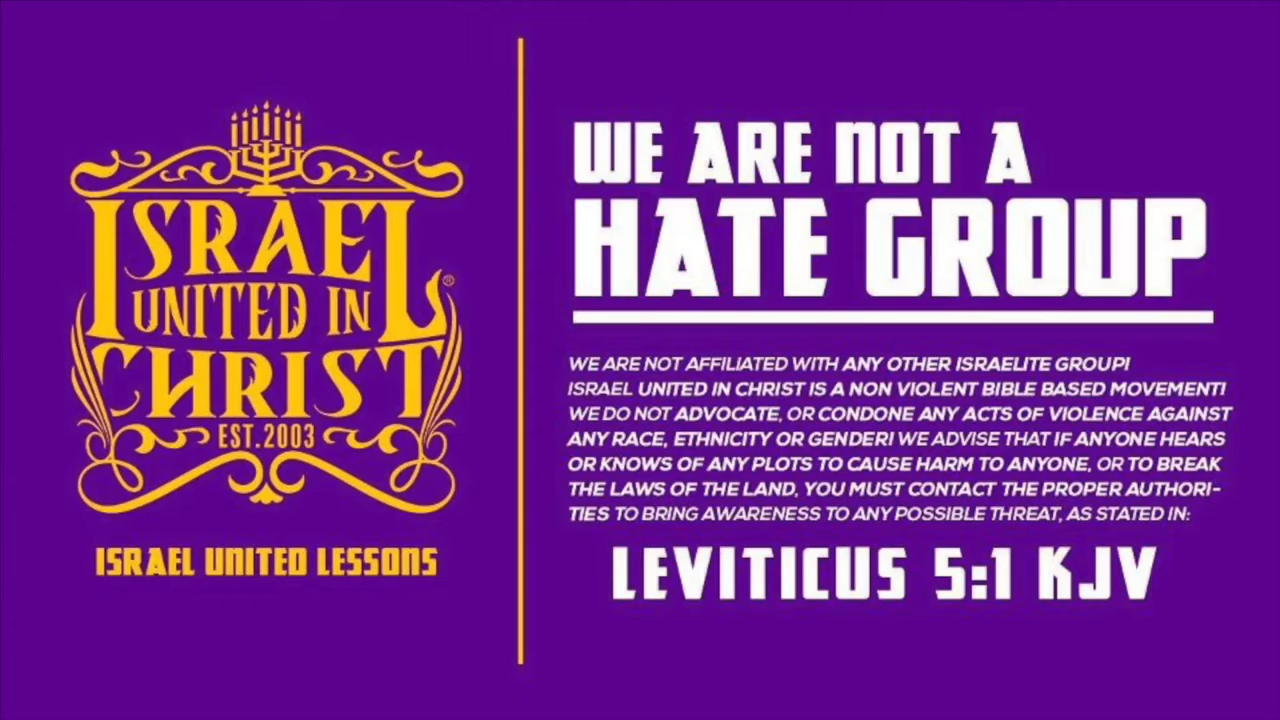 ISRAEL
UNITED IN
CHRIST
EST.2003
ISRAEL UNITED LESSONS
WE ARE NOT A
HATE GROUP
WE ARE NOT AFFILIATED WITH ANY OTHER ISRAELITE GROUP!
ISRAEL UNITED IN CHRIST IS A NON VIOLENT BIBLE BASED MOVEMENT!
WE DO NOT ADVOCATE, OR CONDONE ANY ACTS OF VIOLENCE AGAINST
ANY RACE, ETHNICITY OR GENDER! WE ADVISE THAT IF ANYONE HEARS
OR KNOWS OF ANY PLOTS TO CAUSE HARM TO ANYONE, OR TO BREAK
THE LAWS OF THE LAND, YOU MUST CONTACT THE PROPER AUTHORI-
TIES TO BRING AWARENESS TO ANY POSSIBLE THREAT, AS STATED IN:
LEVITICUS 5:1 KJV